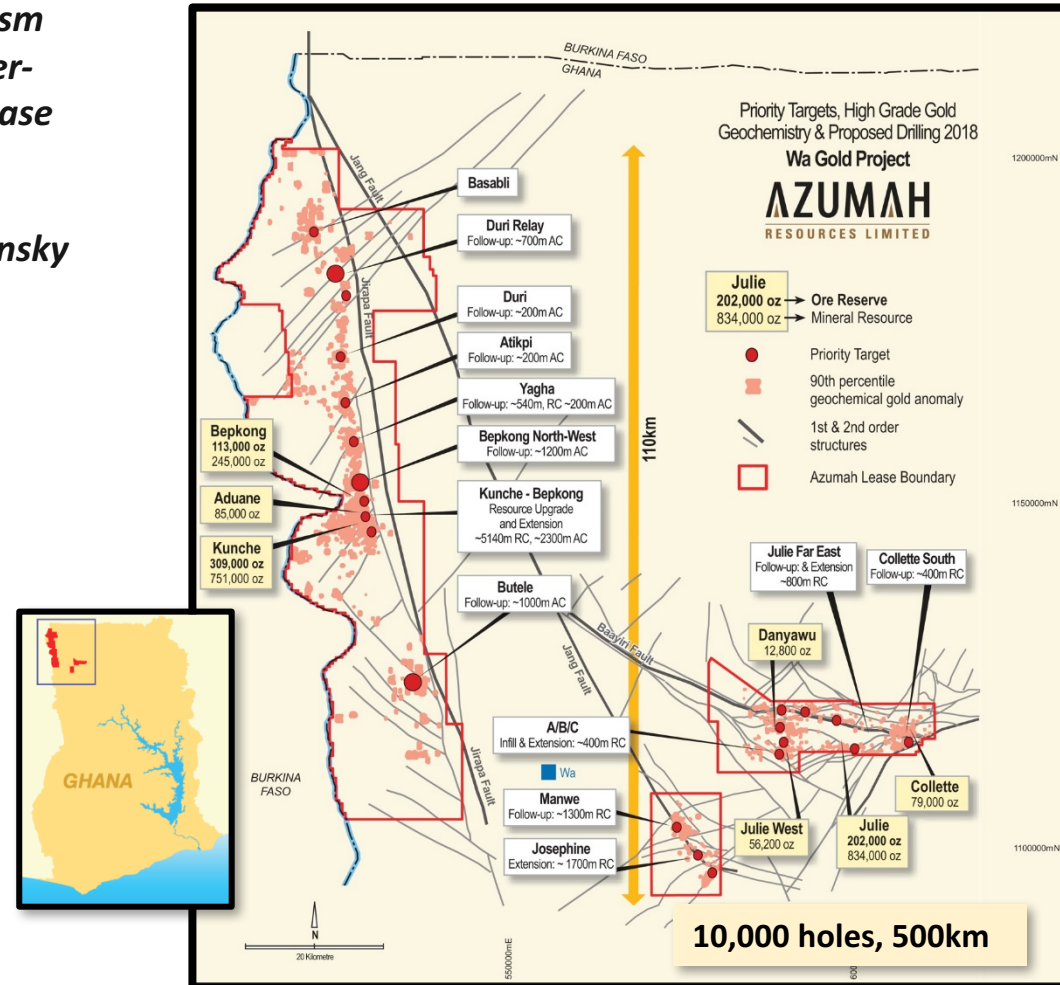 ism
er-
ase
nsky
BURKINA FASO
GHANA
Priority Targets, High Grade Gold
Geochemistry & Proposed Drilling 2018
Wa Gold Project
AZUMAH
RESOURCES LIMITED
1200000mN
Jang Fault
Basabli
Duri Relay
Follow-up: ~700m AC
Jirapa Fault
Duri
Follow-up: ~200m AC
Atikpi
Follow-up: ~200m AC
Yagha
Follow-up: ~540m, RC ~200m AC
Bepkong North-West
Follow-up: ~1200m AC
Kunche - Bepkong
Resource Upgrade
and Extension
~5140m RC, ~2300m AC
Butele
Follow-up: ~1000m AC
Bepkong
113,000 oz
245,000 oz
Aduane
85,000 oz
Kunche
309,000 oz
751,000 oz
110km
Julie
202,000 oz
834,000 oz
Ore Reserve
Mineral Resource
Priority Target
90th percentile
geochemical gold anomaly
1st & 2nd order
structures
Azumah Lease Boundary
1150000mN
Julie Far East
Follow-up: & Extension
~800m RC
Collette South
Follow-up: ~400m RC
Baayiri Fault
Jang Fault
Danyawu
12,800 oz
A/B/C
Infill & Extension: ~400m RC
Wa
Manwe
Follow-up: ~1300m RC
Josephine
Extension: ~ 1700m RC
Jirapa Fault
BURKINA
FASO
Julie West
56,200 oz
Julie
202,000 oz
834,000 oz
Collette
79,000 oz
1100000mN
GHANA
N
20 Kilometre
550000mE
600
10,000 holes, 500km